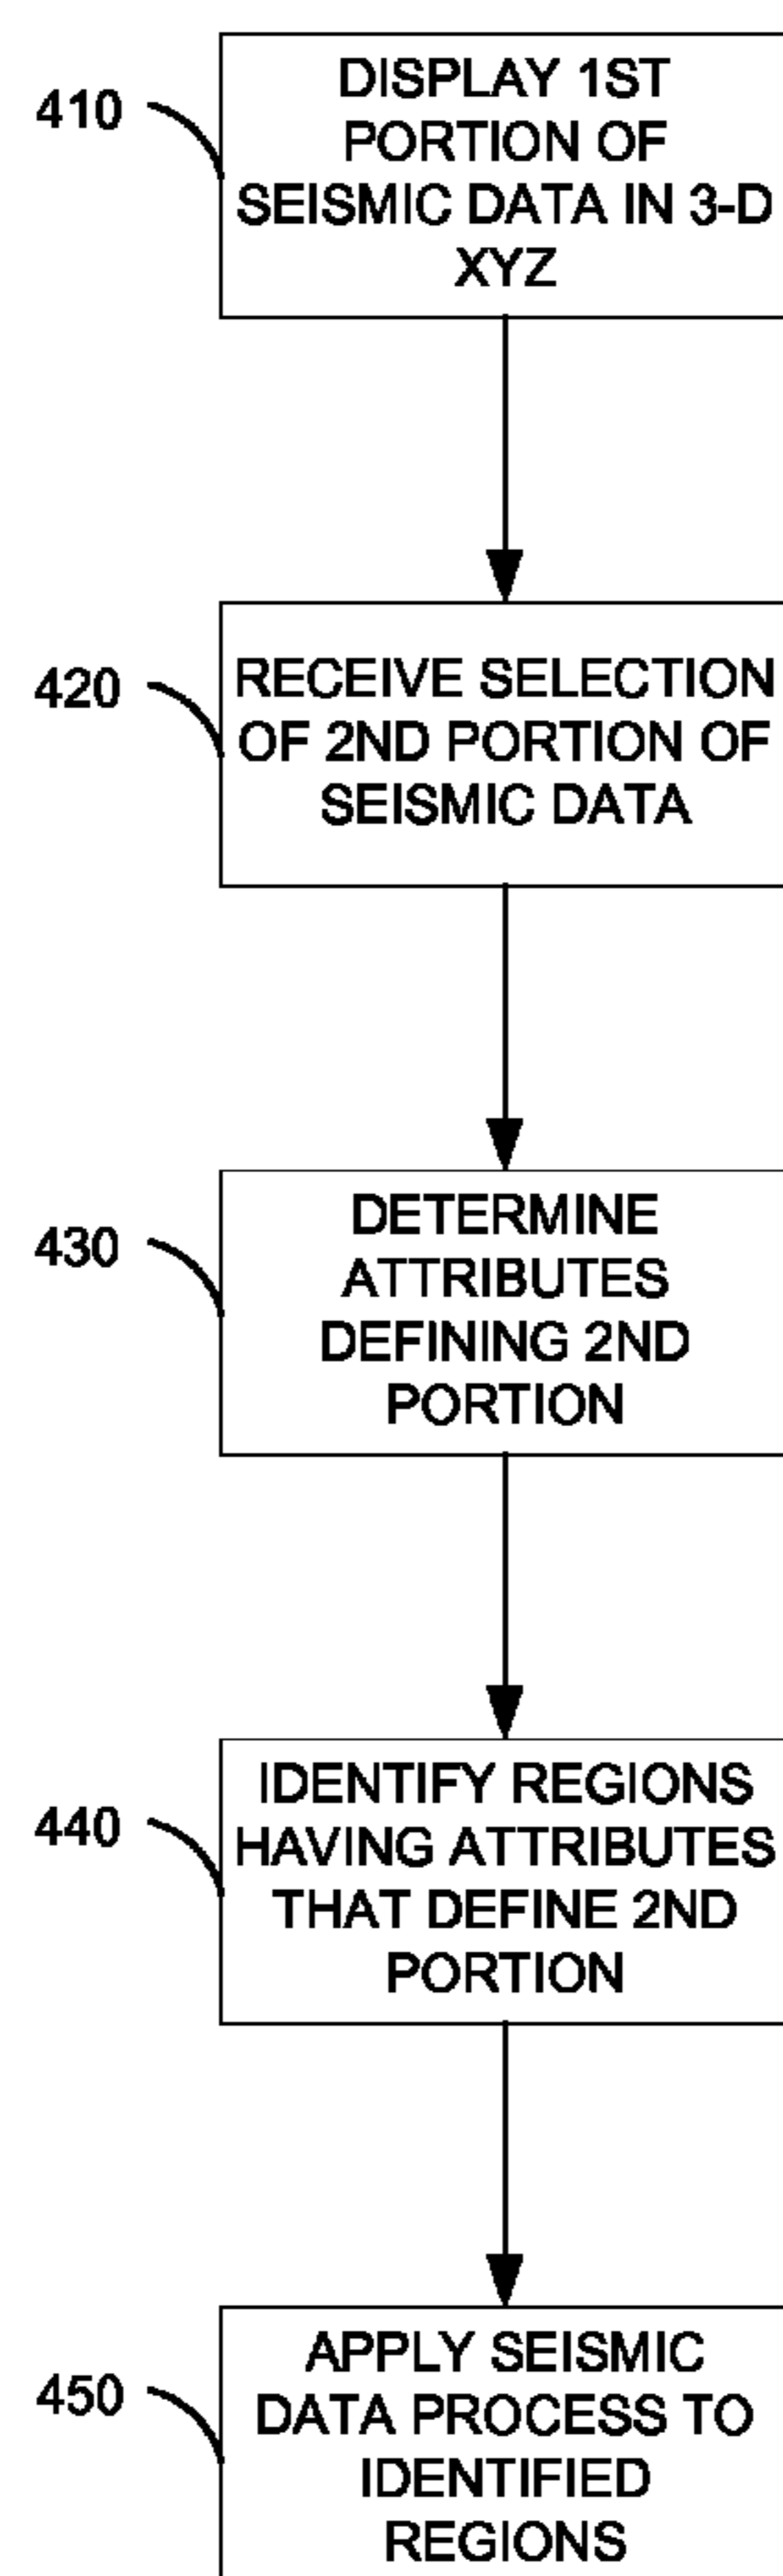 410
DISPLAY 1ST
PORTION OF
SEISMIC DATA IN 3-D
XYZ
420
RECEIVE SELECTION
OF 2ND PORTION OF
SEISMIC DATA
430
DETERMINE
ATTRIBUTES
DEFINING 2ND
PORTION
440
IDENTIFY REGIONS
HAVING ATTRIBUTES
THAT DEFINE 2ND
PORTION
450
APPLY SEISMIC
DATA PROCESS TO
IDENTIFIED
REGIONS